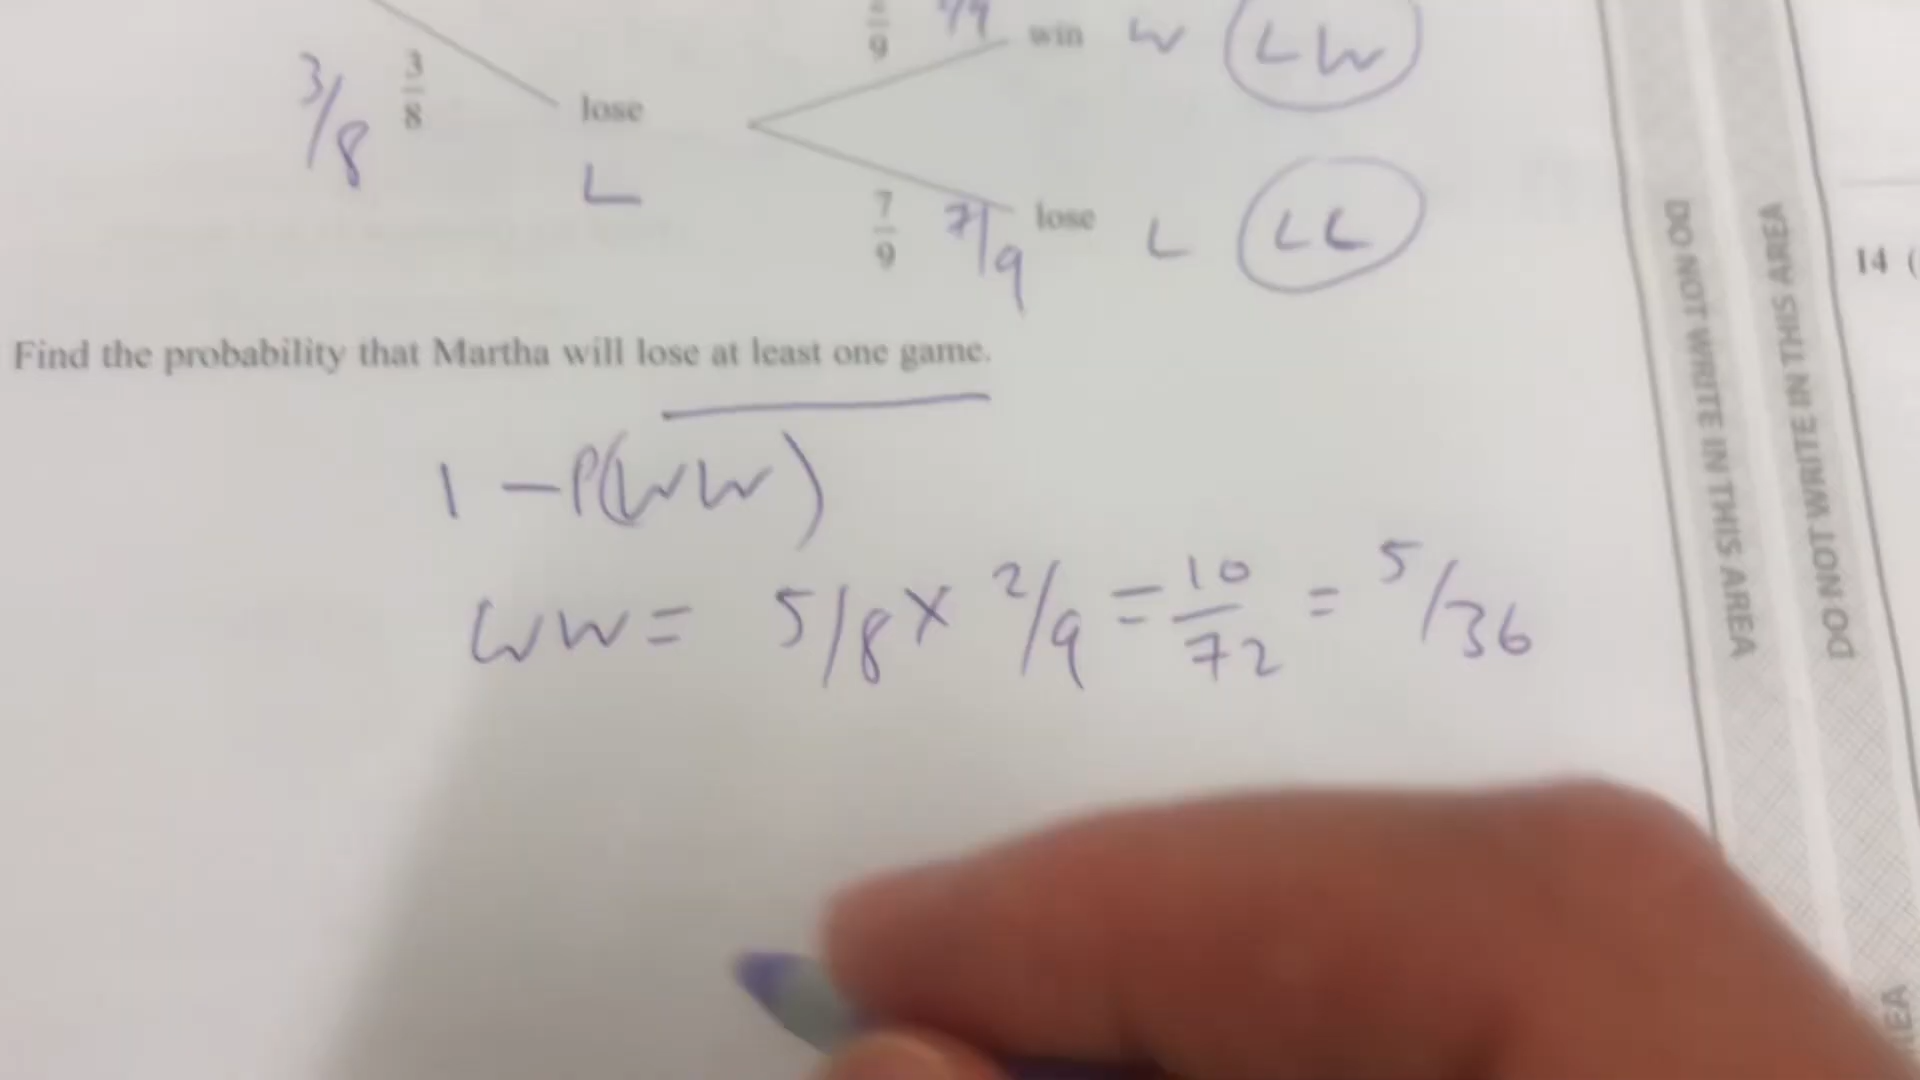 9
win W LW
3/8 3
8
lose
L
7
9
7/9 lose L LL
Find the probability that Martha will lose at least one game.
1 - P(WW)
WW = 5/8 x 2/9 = 10/72 = 5/36
DO NOT WRITE IN THIS AREA
DO NOT WRITE IN THIS AREA
14 (